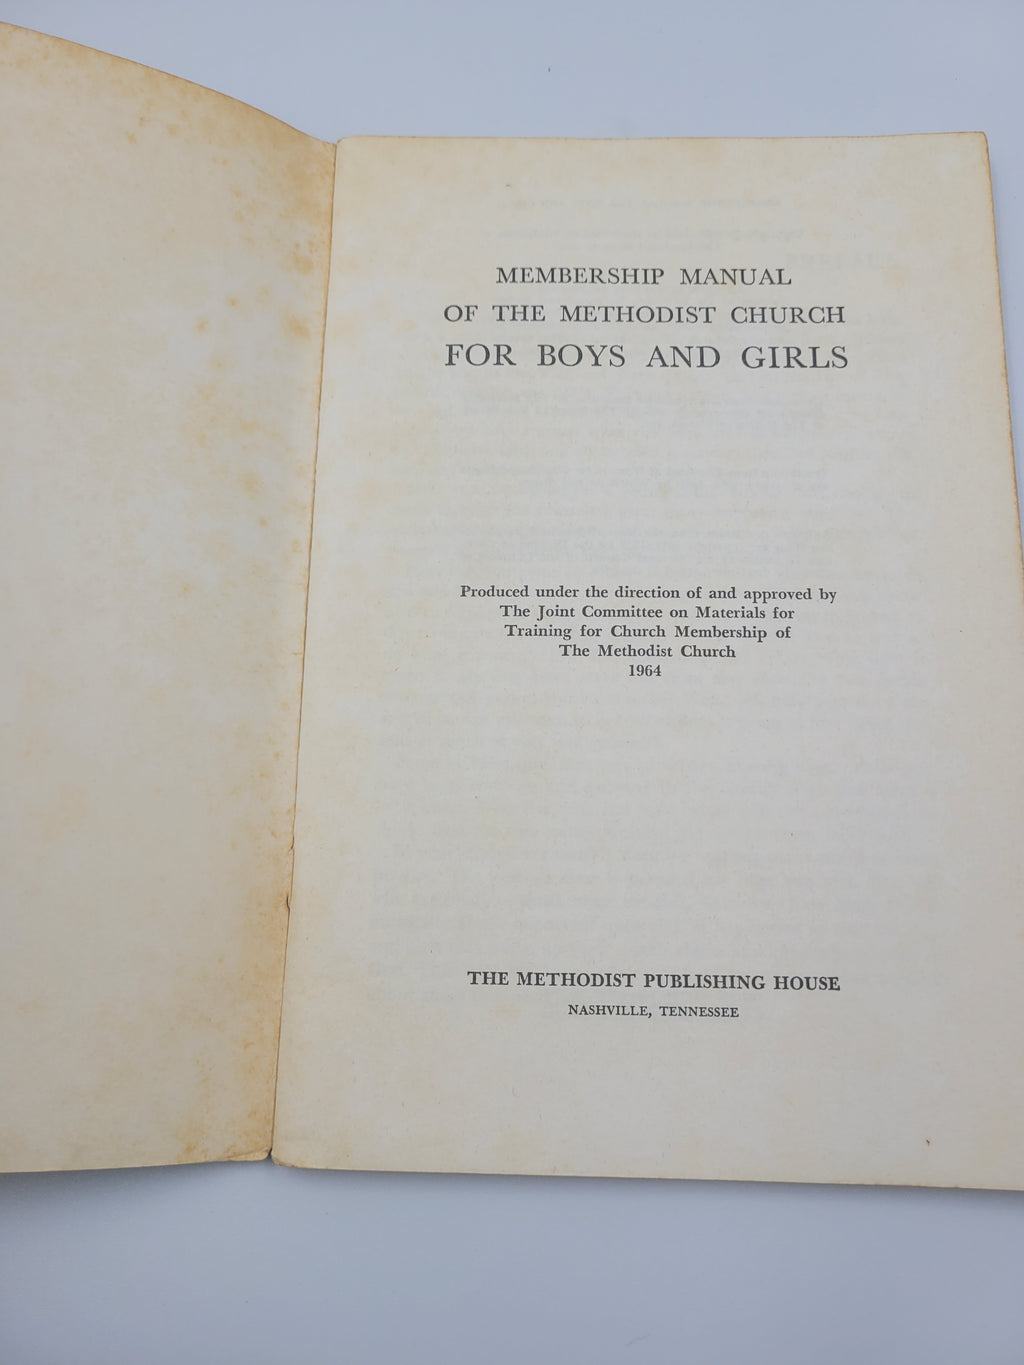 MEMBERSHIP MANUAL
OF THE METHODIST CHURCH
FOR BOYS AND GIRLS
Produced under the direction of and approved by
The Joint Committee on Materials for
Training for Church Membership of
The Methodist Church
1964
THE METHODIST PUBLISHING HOUSE
NASHVILLE, TENNESSEE